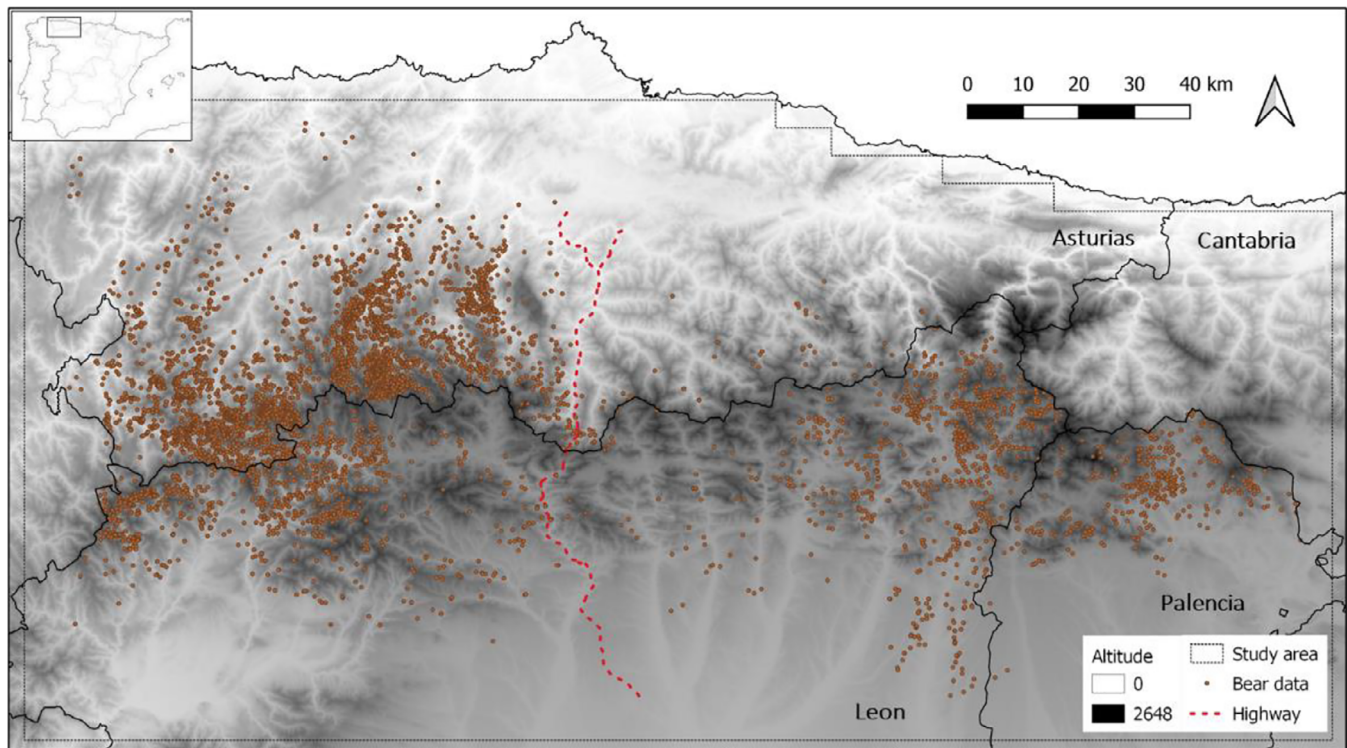 0 10 20 30 40 km
Asturias
Cantabria
Palencia
Leon
Altitude
0
2648
Study area
Bear data
Highway